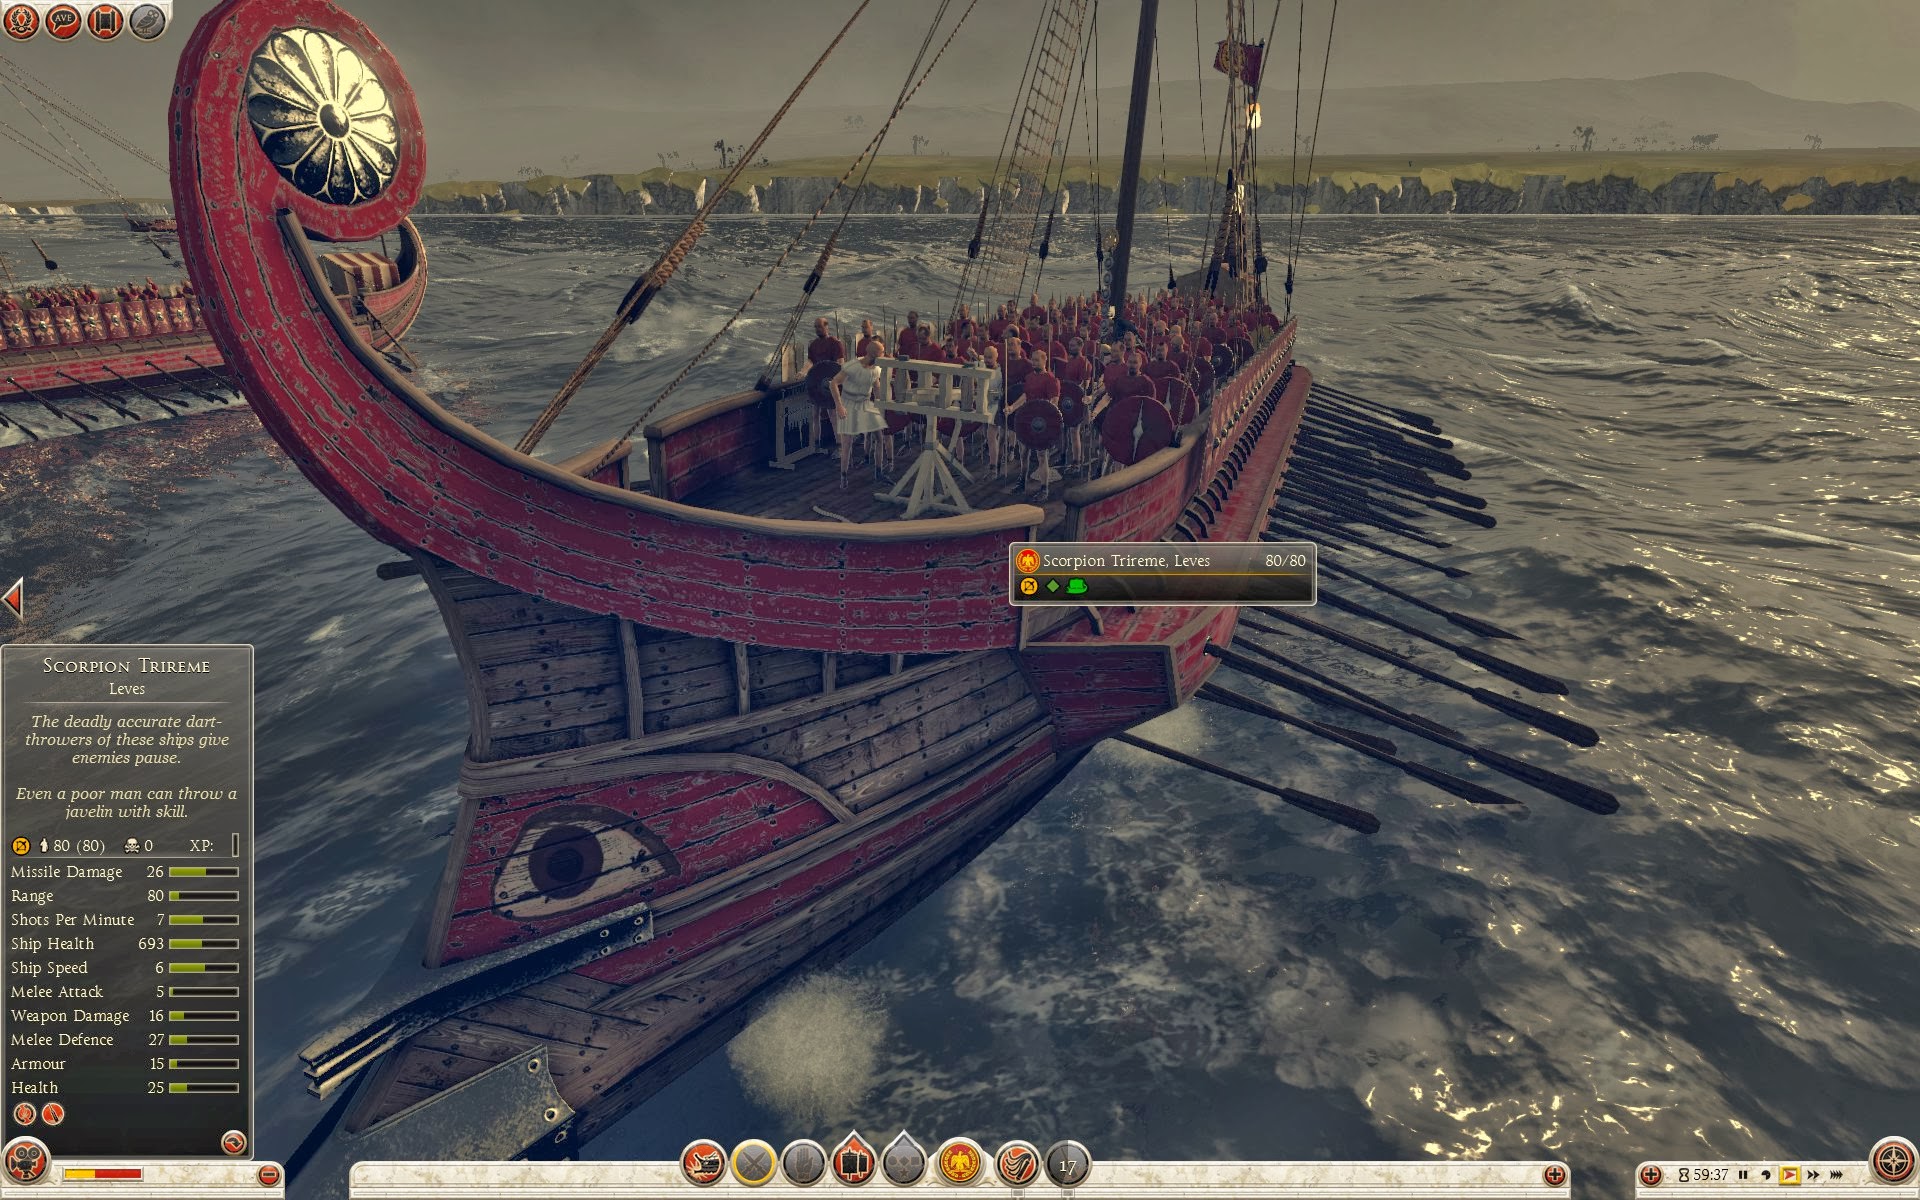 AVE
Scorpion Trireme, Leves 80/80
Scorpion Trireme
Leves
The deadly accurate dart-
throwers of these ships give
enemies pause.
Even a poor man can throw a
javelin with skill.
80 (80) 0 XP:
Missile Damage 26
Range 80
Shots Per Minute 7
Ship Health 693
Ship Speed 6
Melee Attack 5
Weapon Damage 16
Melee Defence 27
Armour 15
Health 25
17
59:37